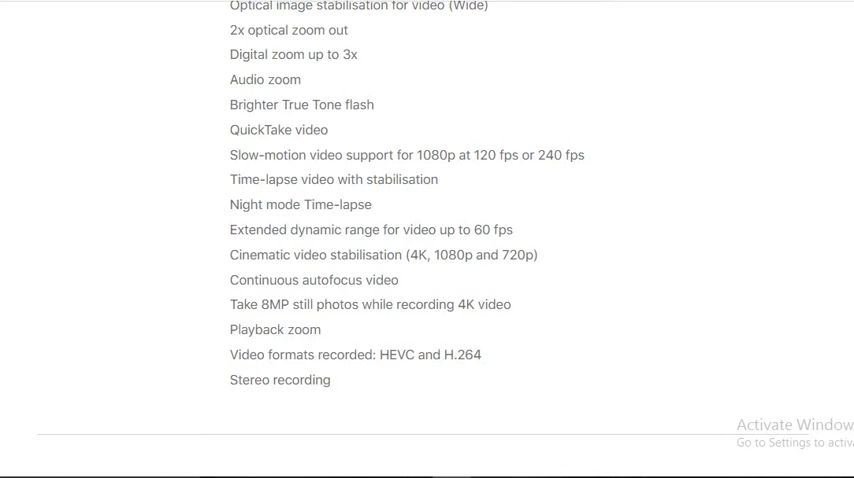 Optical image stabilisation for video (Wide)
2x optical zoom out
Digital zoom up to 3x
Audio zoom
Brighter True Tone flash
QuickTake video
Slow-motion video support for 1080p at 120 fps or 240 fps
Time-lapse video with stabilisation
Night mode Time-lapse
Extended dynamic range for video up to 60 fps
Cinematic video stabilisation (4K, 1080p and 720p)
Continuous autofocus video
Take 8MP still photos while recording 4K video
Playback zoom
Video formats recorded: HEVC and H.264
Stereo recording
Activate Window
Go to Settings to activa